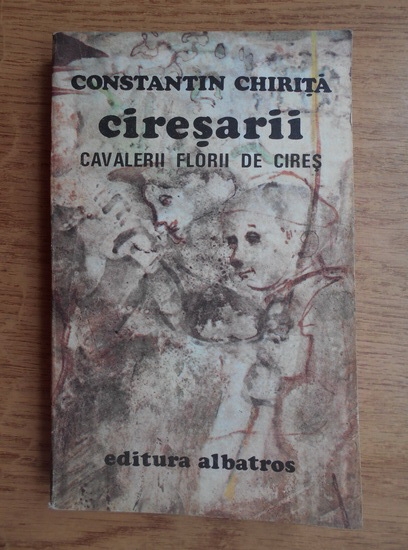 CONSTANTIN CHIRIȚĂ
cireșarii
CAVALERII FLORII DE CIREȘ
editura albatros